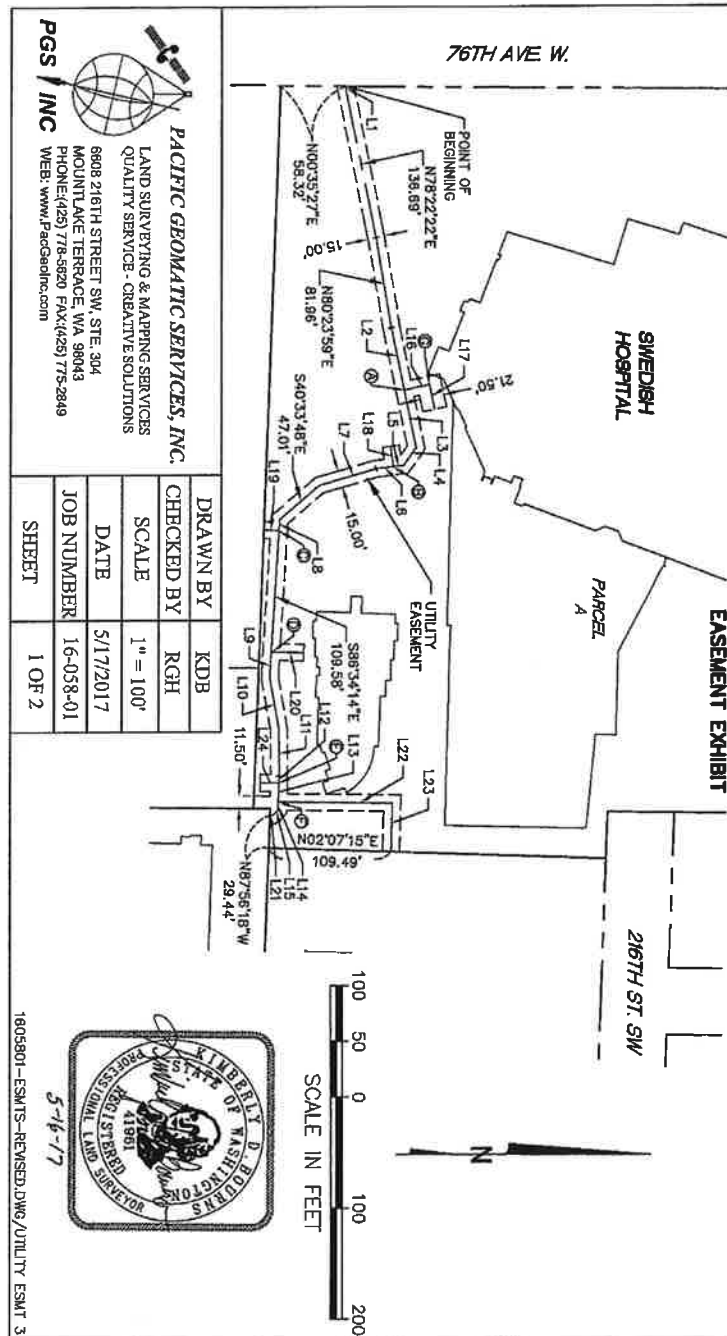 EASEMENT EXHIBIT
76TH AVE. W.
SWEDISH
HOSPITAL
PARCEL
A
216TH ST. SW
POINT OF
BEGINNING
L1
N78°22'22"E
136.69'
N00°35'27"E
58.32'
15.00'
N80°23'59"E
81.96'
L2
L16
C
L17
21.50'
A
L3
L4
L5
L18
B
L6
L7
S40°33'48"E
47.01'
15.00'
UTILITY
EASEMENT
L19
L8
C
S86°34'14"E
109.58'
D
L9
L10
L20
L11
L12
E
L13
L24
11.50'
L22
L23
F
N02°07'15"E
109.49'
L14
L15
L21
N87°56'18"W
29.44'
N
SCALE IN FEET
100
50
0
100
200
KIMBERLY D. BOURNS
STATE OF WASHINGTON
41961
REGISTERED
PROFESSIONAL LAND SURVEYOR
5-16-17
PGS INC
PACIFIC GEOMATIC SERVICES, INC.
LAND SURVEYING & MAPPING SERVICES
QUALITY SERVICE - CREATIVE SOLUTIONS
6608 216TH STREET SW, STE. 304
MOUNTLAKE TERRACE, WA 98043
PHONE:(425) 778-5620 FAX:(425) 775-2849
WEB: www.PacGeoInc.com
DRAWN BY KDB
CHECKED BY RGH
SCALE 1" = 100'
DATE 5/17/2017
JOB NUMBER 16-058-01
SHEET 1 OF 2
1605801-ESMTS-REVISED.DWG/UTILITY ESMT 3